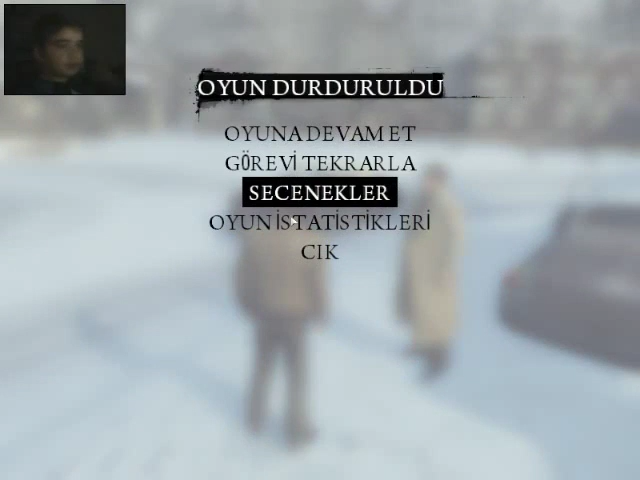 OYUN DURDURULDU
OYUNA DEVAM ET
GÖREVİ TEKRARLA
SECENEKLER
OYUN İSTATİSTİKLERİ
CIK